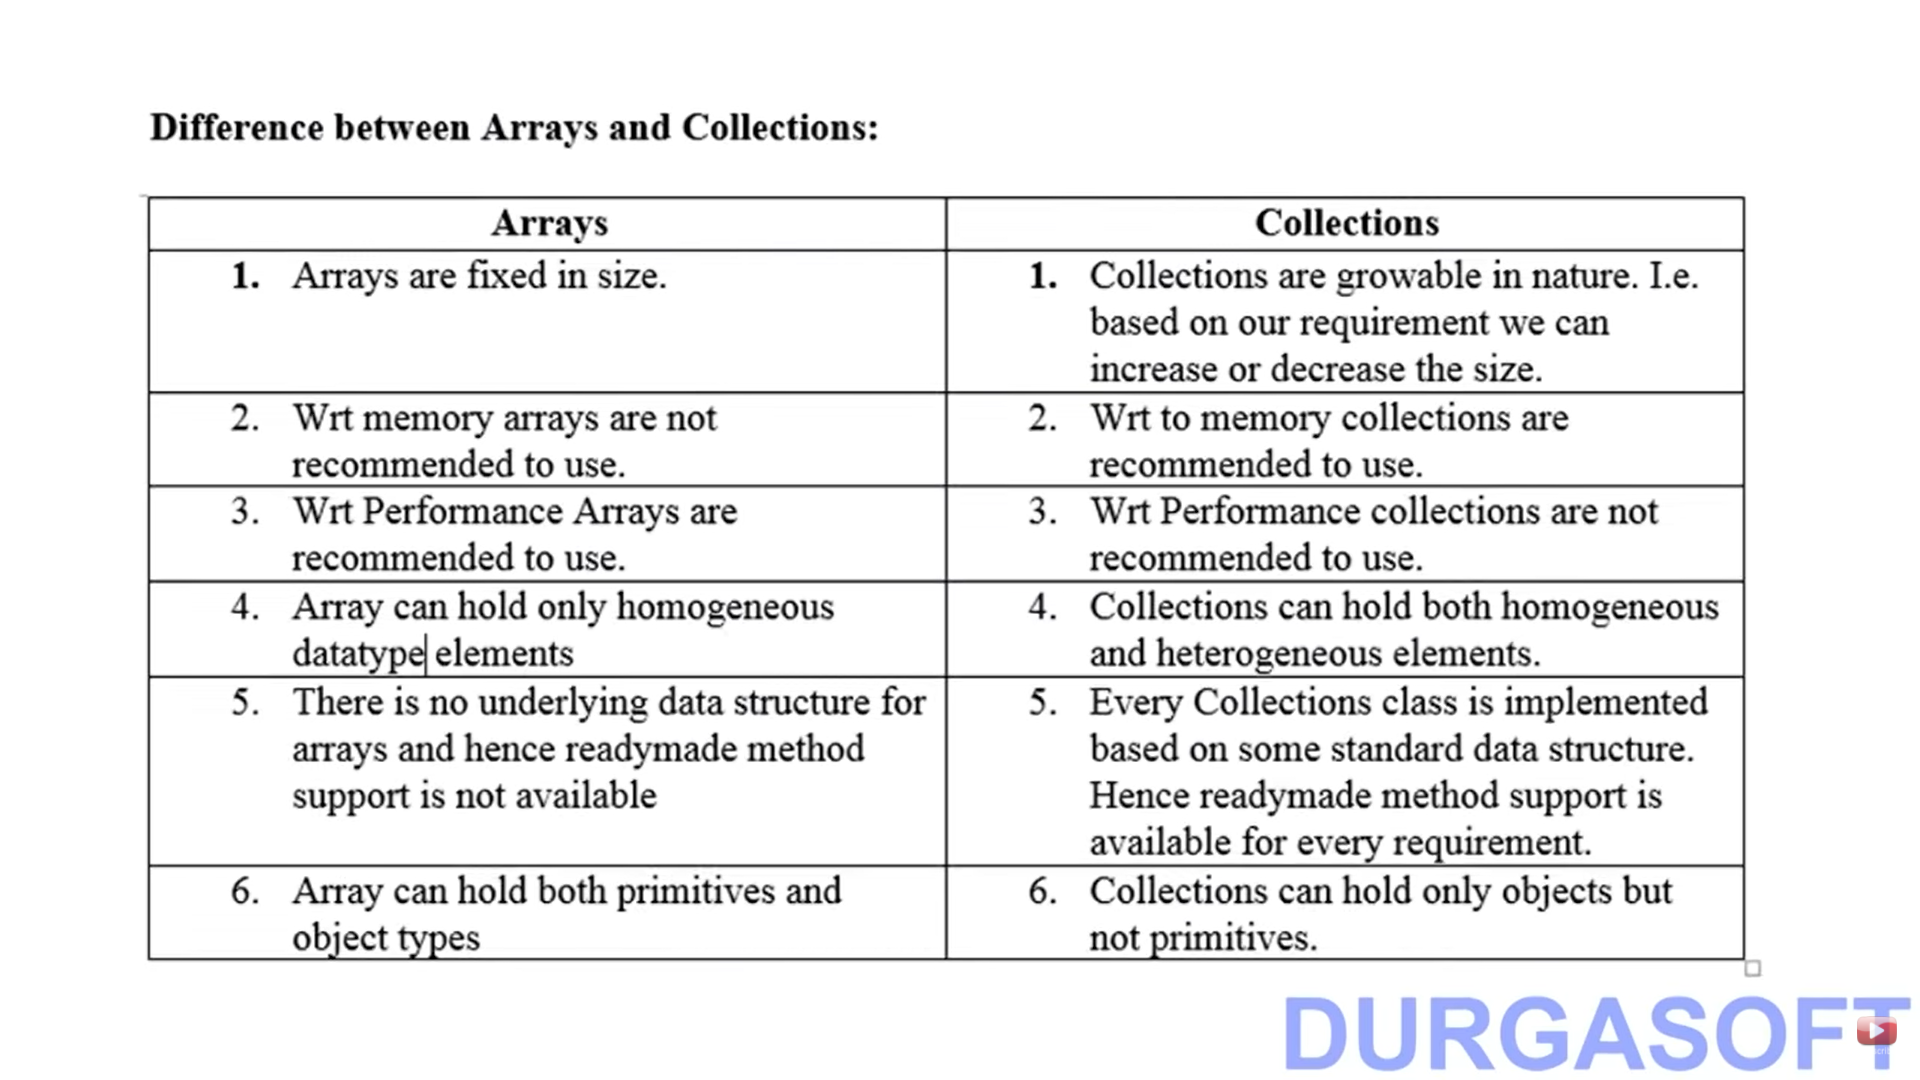 Difference between Arrays and Collections:
Arrays
Collections
1. Arrays are fixed in size.
1. Collections are growable in nature. I.e.
based on our requirement we can
increase or decrease the size.
2. Wrt memory arrays are not
recommended to use.
2. Wrt to memory collections are
recommended to use.
3. Wrt Performance Arrays are
recommended to use.
3. Wrt Performance collections are not
recommended to use.
4. Array can hold only homogeneous
datatype elements
4. Collections can hold both homogeneous
and heterogeneous elements.
5. There is no underlying data structure for
arrays and hence readymade method
support is not available
5. Every Collections class is implemented
based on some standard data structure.
Hence readymade method support is
available for every requirement.
6. Array can hold both primitives and
object types
6. Collections can hold only objects but
not primitives.
DURGASOFT